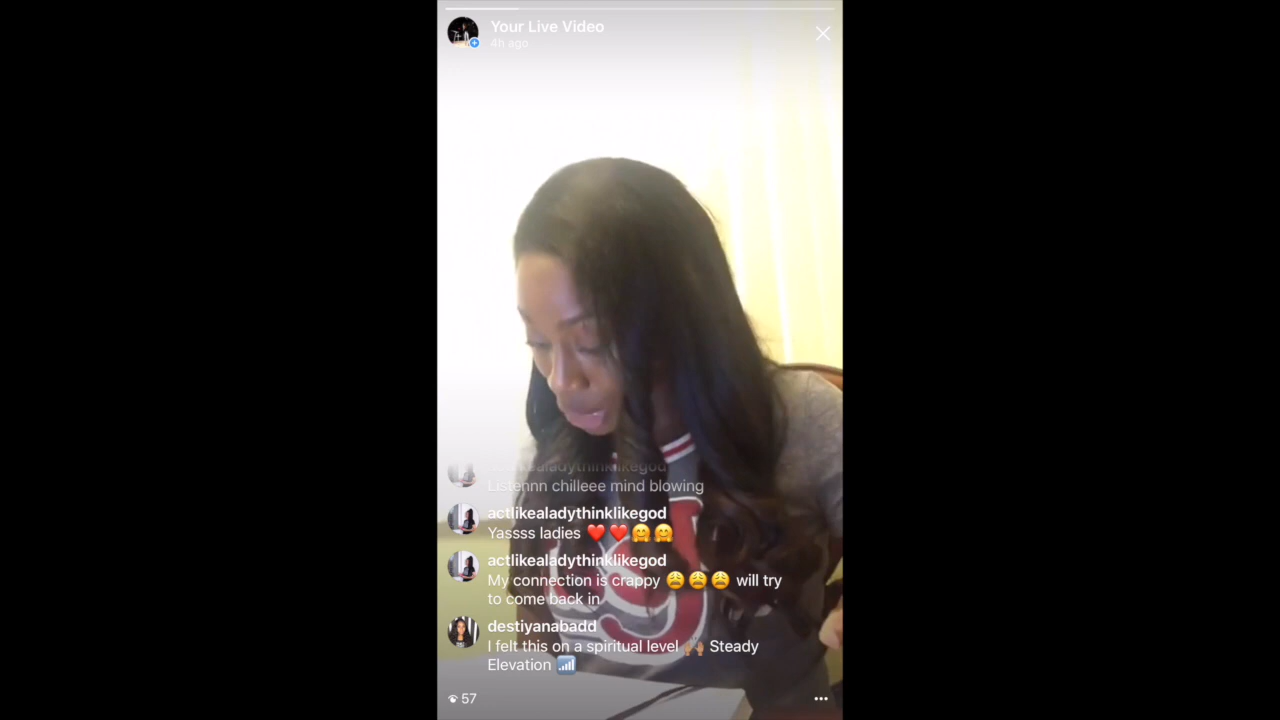 Your Live Video
4h ago
actlikealadythinklikegod
Listennn chilleee mind blowing
actlikealadythinklikegod
Yassss ladies ❤️❤️🤗🤗
actlikealadythinklikegod
My connection is crappy 😩😩😩 will try
to come back in
destiyanabadd
I felt this on a spiritual level 🙌🏽 Steady
Elevation 📶
57